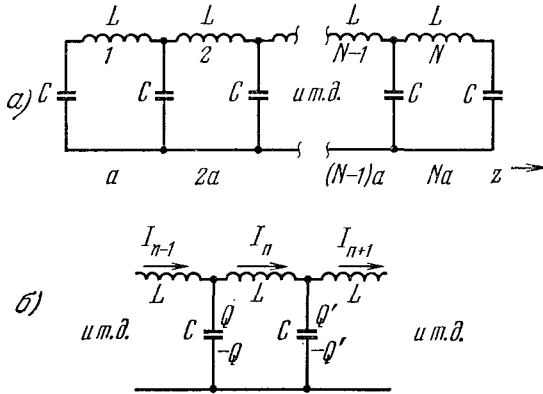 L L L L
1 2 N-1 N
а) C C C и т.д. C C
a 2a (N-1)a Na z
I_{n-1} I_n I_{n+1}
б) L L L
и т.д. C Q C Q' и т.д.
-Q -Q'